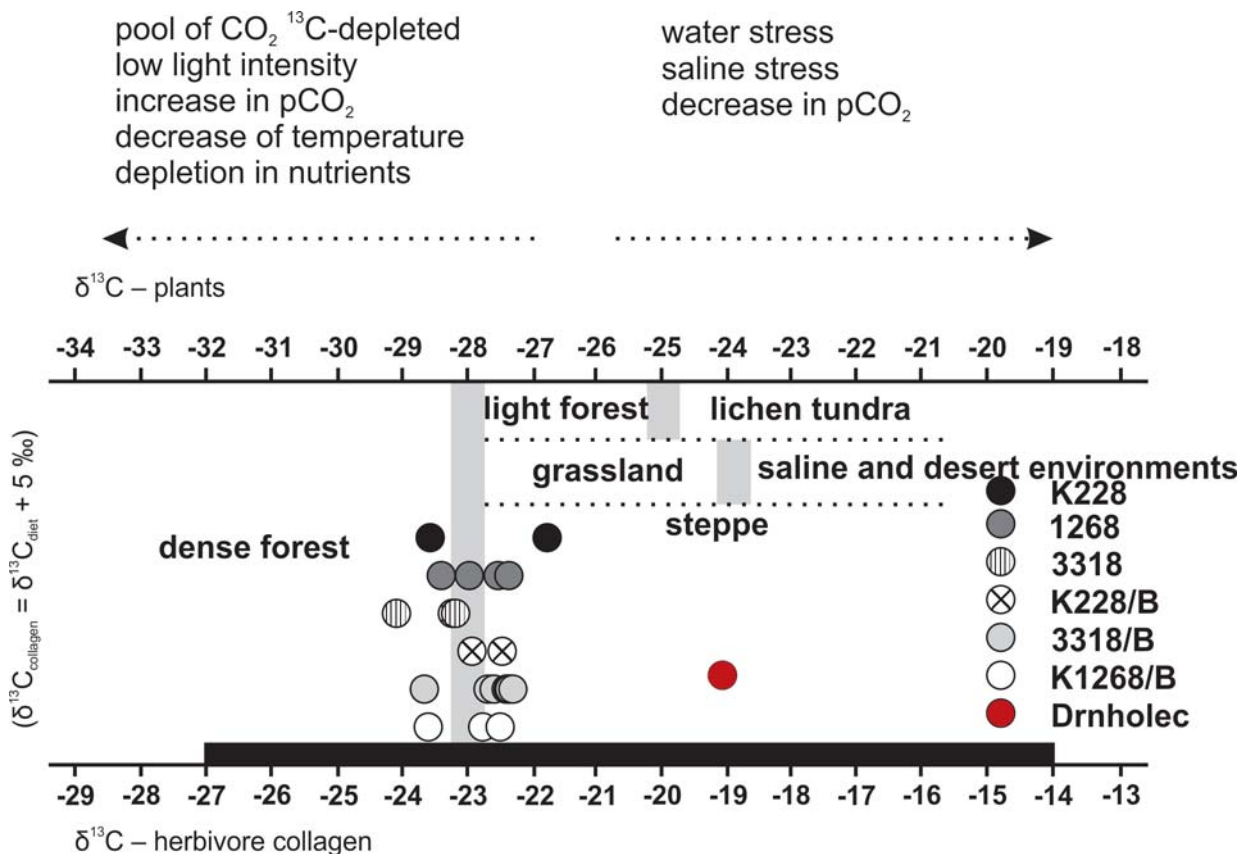 pool of CO₂ ¹³C-depleted
low light intensity
increase in pCO₂
decrease of temperature
depletion in nutrients
water stress
saline stress
decrease in pCO₂
δ¹³C – plants
-34 -33 -32 -31 -30 -29 -28 -27 -26 -25 -24 -23 -22 -21 -20 -19 -18
light forest lichen tundra
grassland saline and desert environments
steppe
dense forest
K228
1268
3318
K228/B
3318/B
K1268/B
Drnholec
(δ¹³C collagen = δ¹³C diet + 5 ‰)
-29 -28 -27 -26 -25 -24 -23 -22 -21 -20 -19 -18 -17 -16 -15 -14 -13
δ¹³C – herbivore collagen